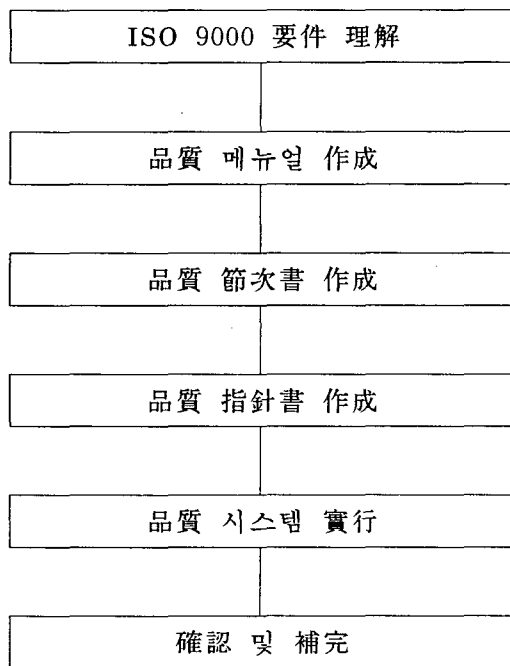 ISO 9000 要件 理解
品質 메뉴얼 作成
品質 節次書 作成
品質 指針書 作成
品質 시스템 實行
確認 및 補完